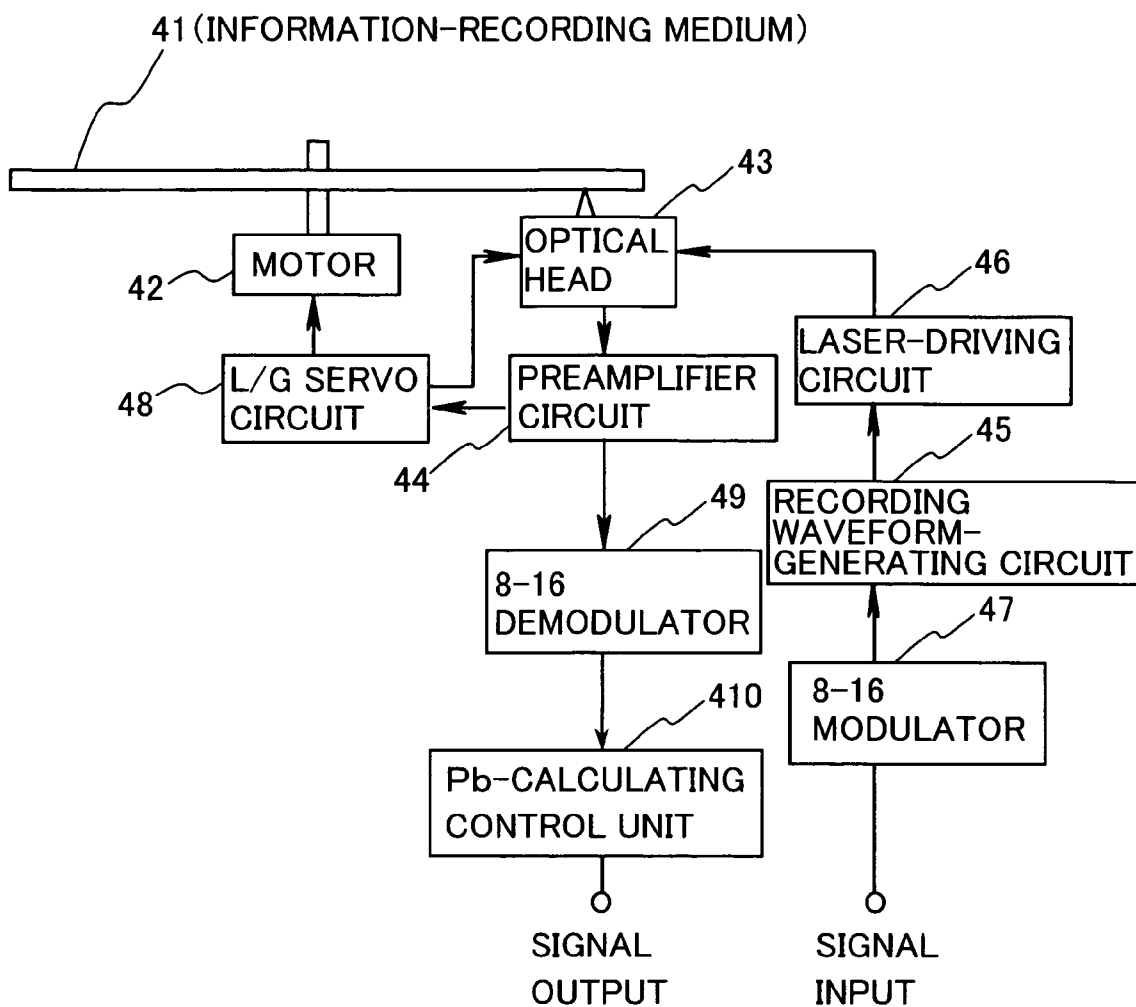 41(INFORMATION-RECORDING MEDIUM)
43
OPTICAL
HEAD
MOTOR
42
46
LASER-DRIVING
CIRCUIT
L/G SERVO
CIRCUIT
48
PREAMPLIFIER
CIRCUIT
44
45
RECORDING
WAVEFORM-
GENERATING CIRCUIT
49
8-16
DEMODULATOR
47
8-16
MODULATOR
410
Pb-CALCULATING
CONTROL UNIT
SIGNAL
OUTPUT
SIGNAL
INPUT